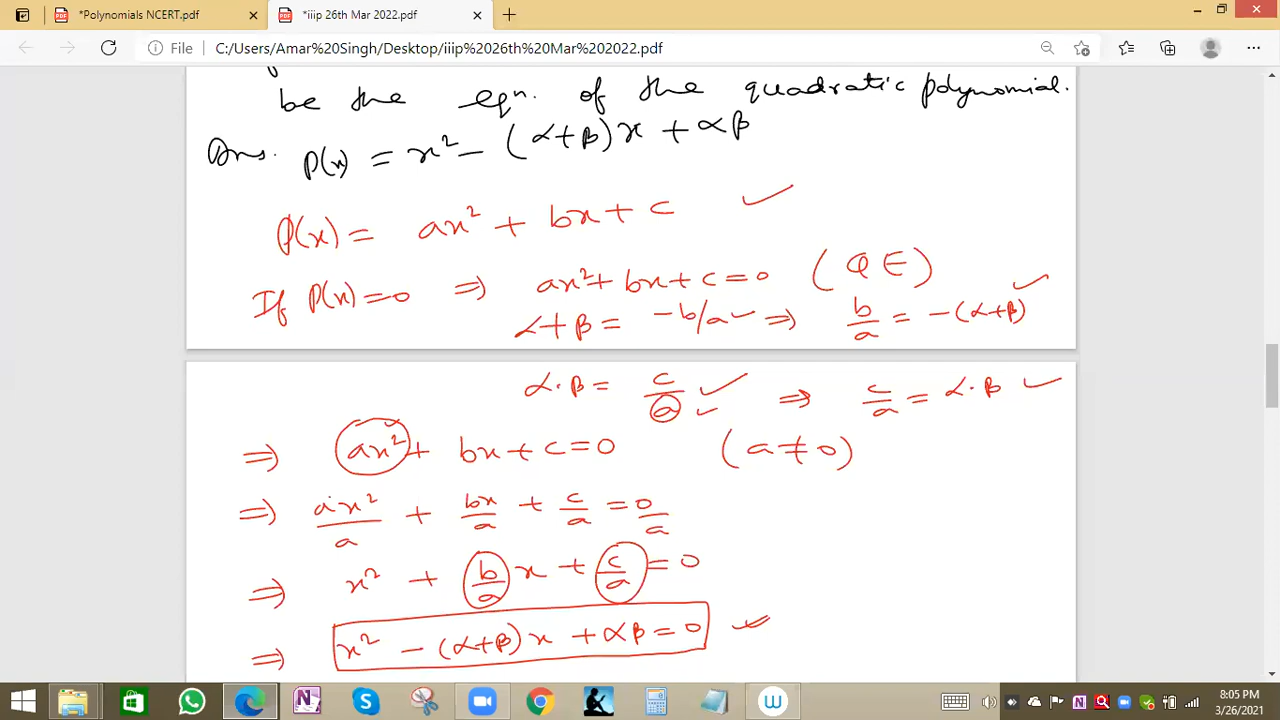 *Polynomials NCERT.pdf
*iiip 26th Mar 2022.pdf
File C:/Users/Amar%20Singh/Desktop/iiip%2026th%20Mar%202022.pdf
be the eqn. of the quadratic polynomial.
Ans. P(x) = x² - (α+β)x + αβ
P(x) = ax² + bx + c ✓
If P(x)=0 ⇒ ax²+bx+c=0 (QE)
α+β = -b/a ✓ ⇒ b/a = -(α+β) ✓
α·β = c/a ✓ ✓ ⇒ c/a = α·β ✓
⇒ ax² + bx + c = 0 (a≠0)
⇒ ax²/a + bx/a + c/a = 0/a
⇒ x² + b/a x + c/a = 0
⇒ x² - (α+β)x + αβ = 0 ✓
8:05 PM
3/26/2021